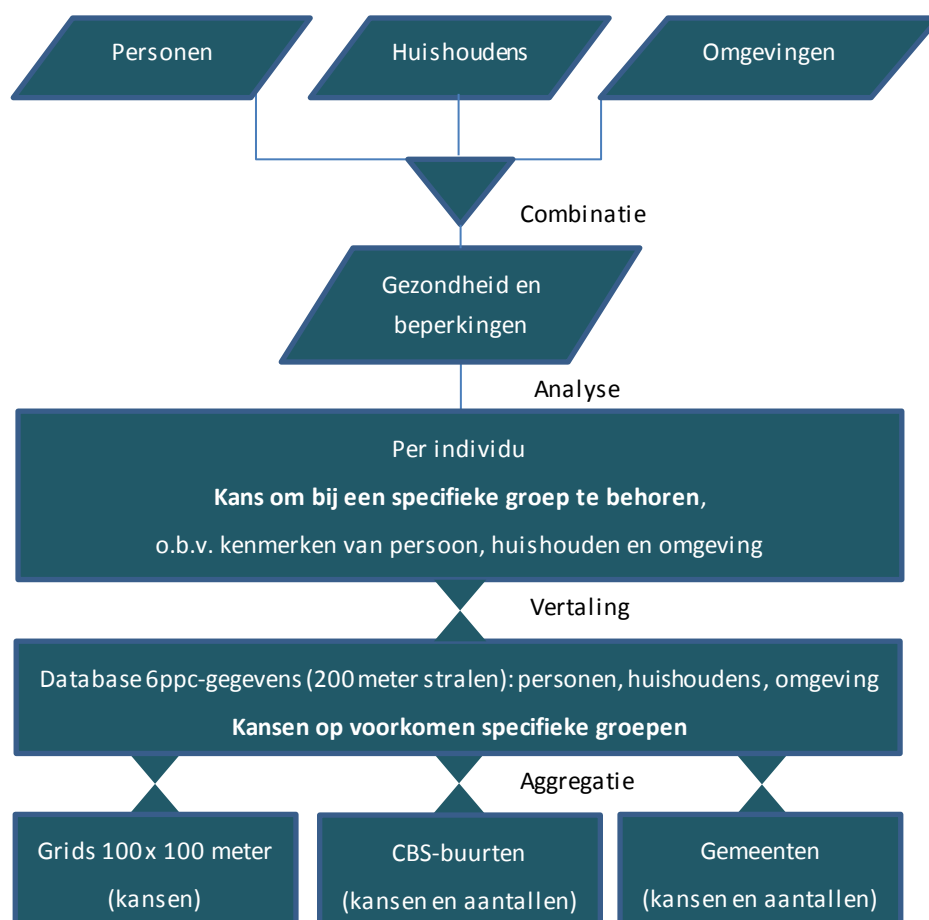 Personen
Huishoudens
Omgevingen
Combinatie
Gezondheid en
beperkingen
Analyse
Per individu
Kans om bij een specifieke groep te behoren,
o.b.v. kenmerken van persoon, huishouden en omgeving
Vertaling
Database 6ppc-gegevens (200 meter stralen): personen, huishoudens, omgeving
Kansen op voorkomen specifieke groepen
Aggregatie
Grids 100 x 100 meter
(kansen)
CBS-buurten
(kansen en aantallen)
Gemeenten
(kansen en aantallen)